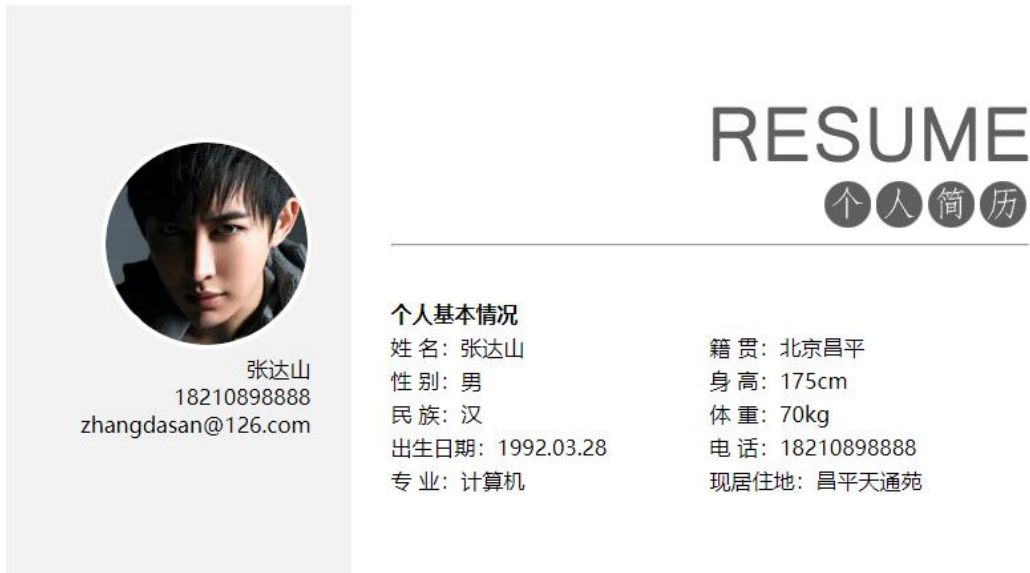 张达山
18210898888
zhangdasan@126.com
RESUME
个人简历
个人基本情况
姓 名：张达山
籍 贯：北京昌平
性 别：男
身 高：175cm
民 族：汉
体 重：70kg
出生日期：1992.03.28
电 话：18210898888
专 业：计算机
现居住地：昌平天通苑